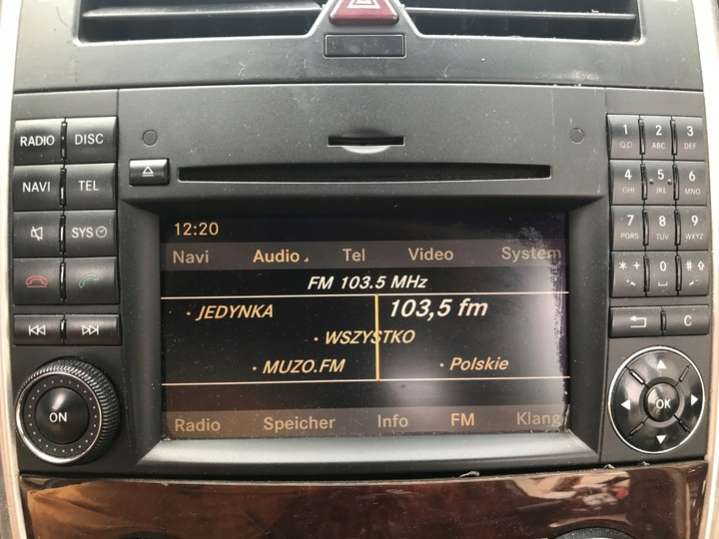 RADIO DISC
NAVI TEL
SYS
ON
12:20
Navi Audio Tel Video System
FM 103.5 MHz
· JEDYNKA 103,5 fm
· WSZYSTKO
· MUZO.FM · Polskie
Radio Speicher Info FM Klang
1 2 3
Q.D ABC DEF
4 5 6
GHI JKL MNO
7 8 9
PQRS TUV WXYZ
* + 0 #
C
OK